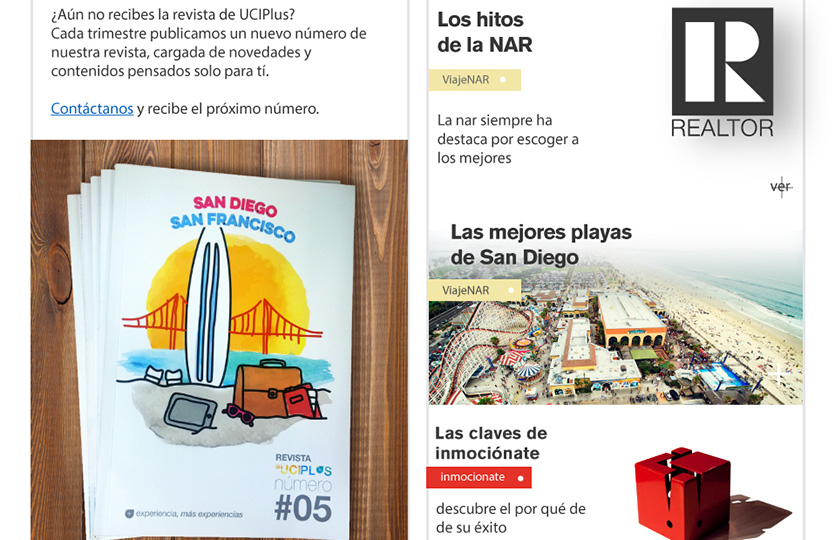 ¿Aún no recibes la revista de UCIPlus?
Cada trimestre publicamos un nuevo número de
nuestra revista, cargada de novedades y
contenidos pensados solo para tí.
Contáctanos y recibe el próximo número.
SAN DIEGO
SAN FRANCISCO
REVISTA
de UCIPLUS
número
#05
experiencia, más experiencias
Los hitos
de la NAR
ViajeNAR
La nar siempre ha
destaca por escoger a
los mejores
REALTOR
ver
Las mejores playas
de San Diego
ViajeNAR
Las claves de
inmociónate
inmocionate
descubre el por qué de
de su éxito